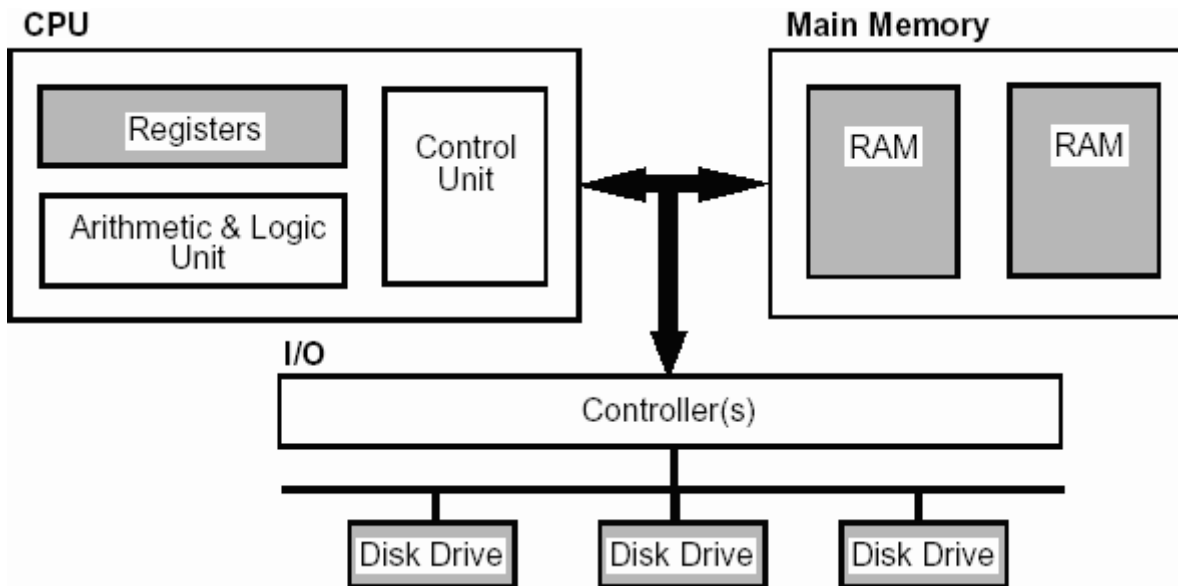 CPU
Registers
Arithmetic & Logic
Unit
Control
Unit
Main Memory
RAM
RAM
I/O
Controller(s)
Disk Drive
Disk Drive
Disk Drive